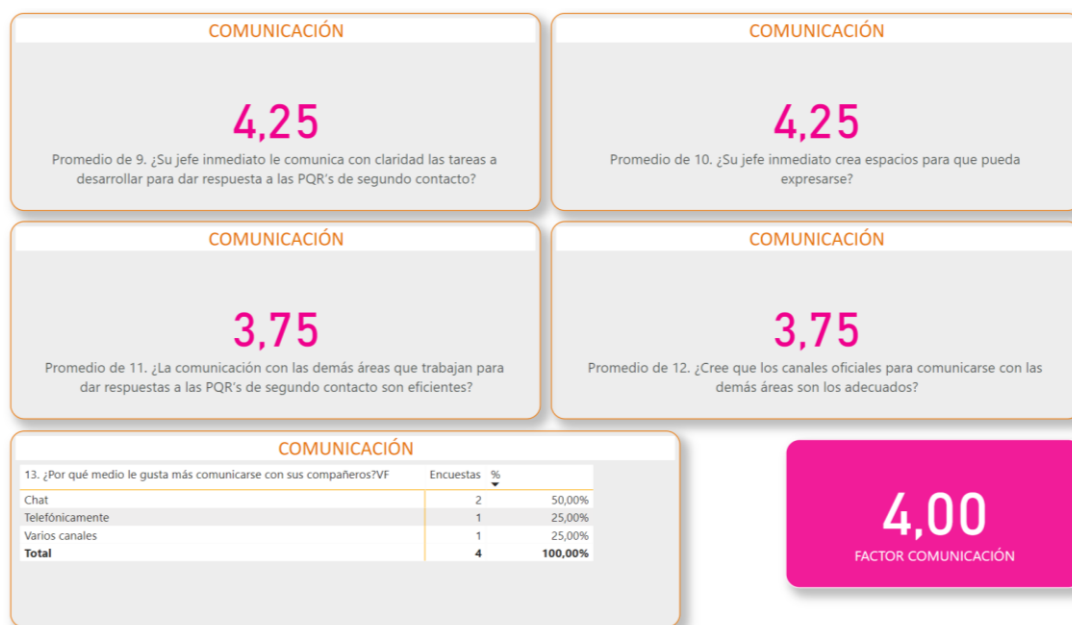 COMUNICACIÓN
4,25
Promedio de 9. ¿Su jefe inmediato le comunica con claridad las tareas a
desarrollar para dar respuesta a las PQR's de segundo contacto?
COMUNICACIÓN
4,25
Promedio de 10. ¿Su jefe inmediato crea espacios para que pueda
expresarse?
COMUNICACIÓN
3,75
Promedio de 11. ¿La comunicación con las demás áreas que trabajan para
dar respuestas a las PQR's de segundo contacto son eficientes?
COMUNICACIÓN
3,75
Promedio de 12. ¿Cree que los canales oficiales para comunicarse con las
demás áreas son los adecuados?
COMUNICACIÓN
13. ¿Por qué medio le gusta más comunicarse con sus compañeros?VF Encuestas %
Chat 2 50,00%
Telefónicamente 1 25,00%
Varios canales 1 25,00%
Total 4 100,00%
4,00
FACTOR COMUNICACIÓN